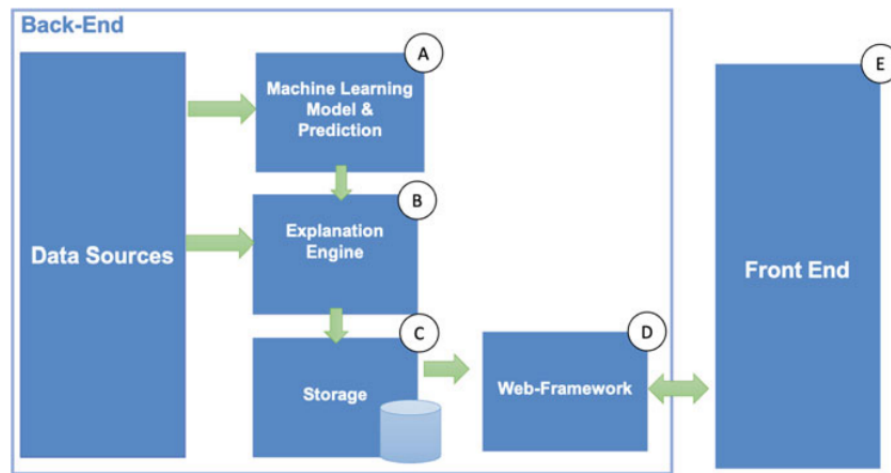 Back-End
A
Machine Learning
Model &
Prediction
B
Explanation
Engine
Data Sources
C
Storage
D
Web-Framework
E
Front End